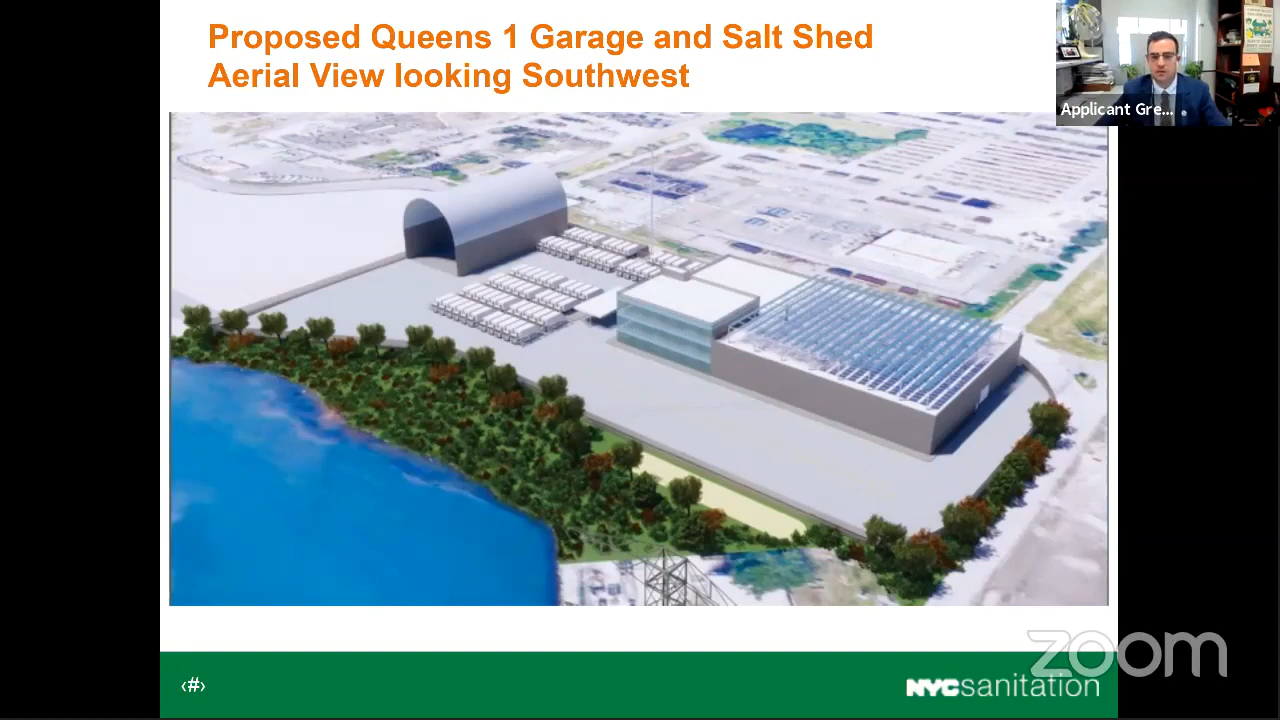 Proposed Queens 1 Garage and Salt Shed
Aerial View looking Southwest
Applicant Gre...
zoom
‹#›
NYCsanitation